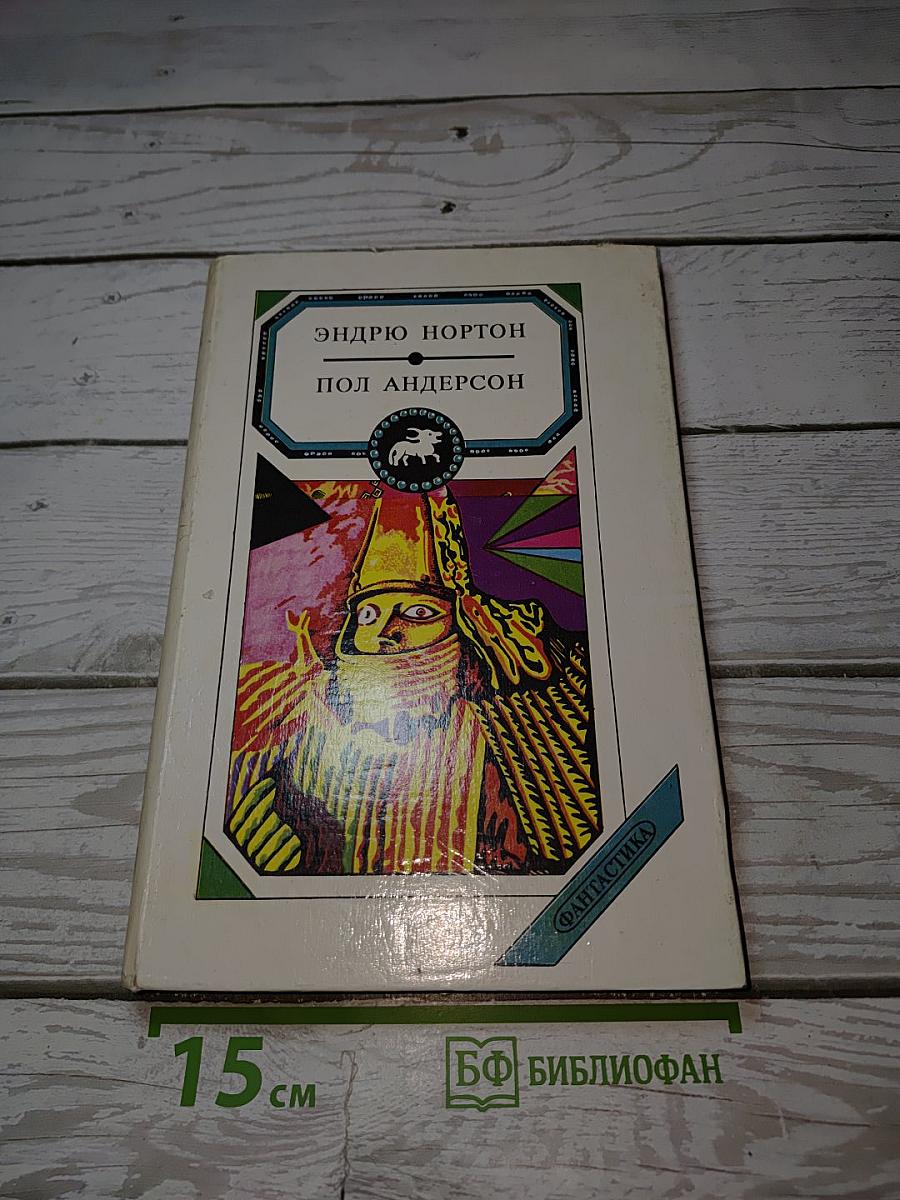 ЭНДРЮ НОРТОН
ПОЛ АНДЕРСОН
ФАНТАСТИКА
15 см
БФ БИБЛИОФАН